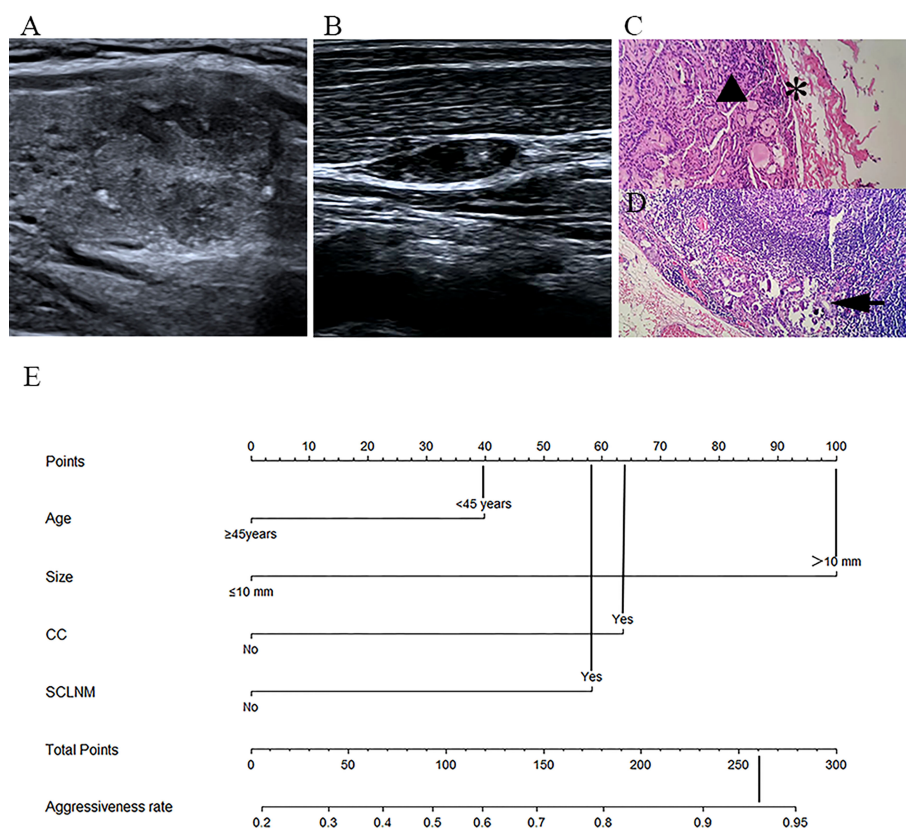 A
B
C
*
D
E
Points
0 10 20 30 40 50 60 70 80 90 100
Age
<45 years
≥45years
Size
>10 mm
≤10 mm
CC
Yes
No
SCLNM
Yes
No
Total Points
0 50 100 150 200 250 300
Aggressiveness rate
0.2 0.3 0.4 0.5 0.6 0.7 0.8 0.9 0.95